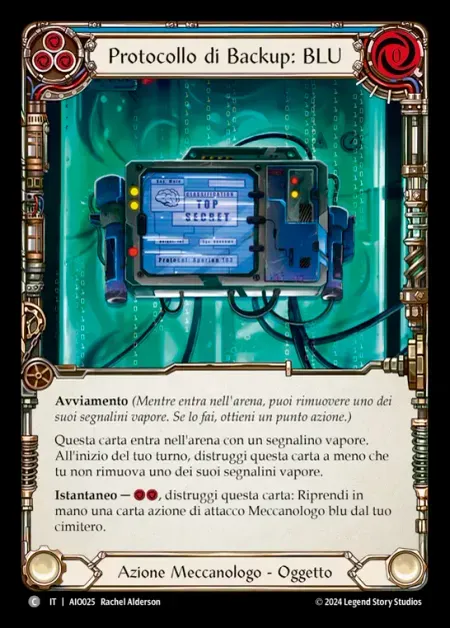 Protocollo di Backup: BLU
CLASSIFICATION
TOP
SECRET
Avviamento (Mentre entra nell'arena, puoi rimuovere uno dei
suoi segnalini vapore. Se lo fai, ottieni un punto azione.)
Questa carta entra nell'arena con un segnalino vapore.
All'inizio del tuo turno, distruggi questa carta a meno che
tu non rimuova uno dei suoi segnalini vapore.
Istantaneo — , distruggi questa carta: Riprendi in
mano una carta azione di attacco Meccanologo blu dal tuo
cimitero.
Azione Meccanologo - Oggetto
C IT | AIO025 Rachel Alderson © 2024 Legend Story Studios